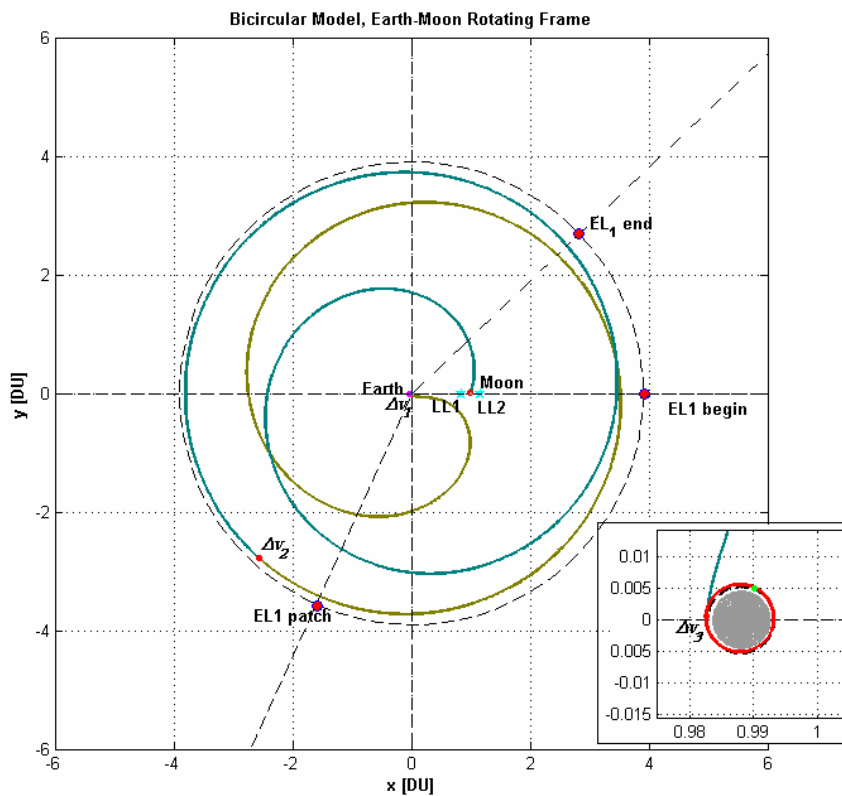 Bicircular Model, Earth-Moon Rotating Frame
6
4
2
0
-2
-4
-6
y [DU]
EL1 end
Earth
Moon
Δv1
LL1
LL2
EL1 begin
Δv2
EL1 patch
-6
-4
-2
0
2
4
6
x [DU]
0.01
0.005
0
-0.005
-0.01
-0.015
Δv3
0.98
0.99
1